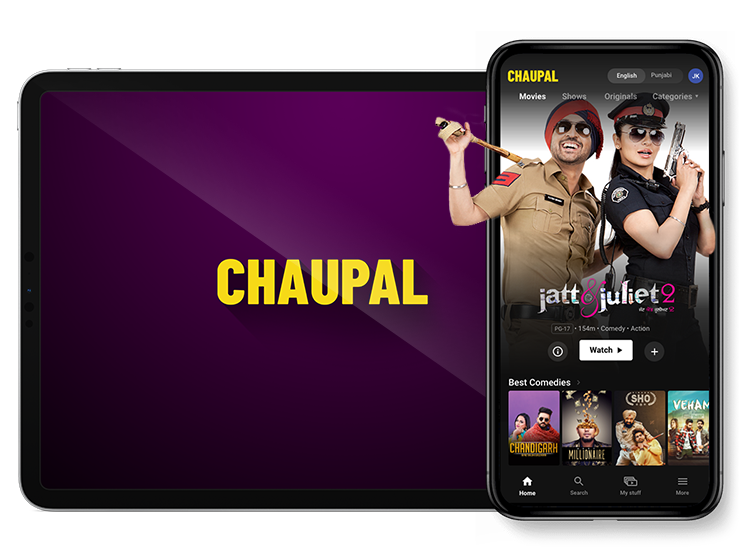 CHAUPAL
CHAUPAL
English
Punjabi
JK
Movies Shows Originals Categories
jatt & juliet 2
PG-17 • 154m • Comedy • Action
Watch
Best Comedies
CHANDIGARH
MILLIONAIRE
SHO
VEHAM
Home Search My stuff More